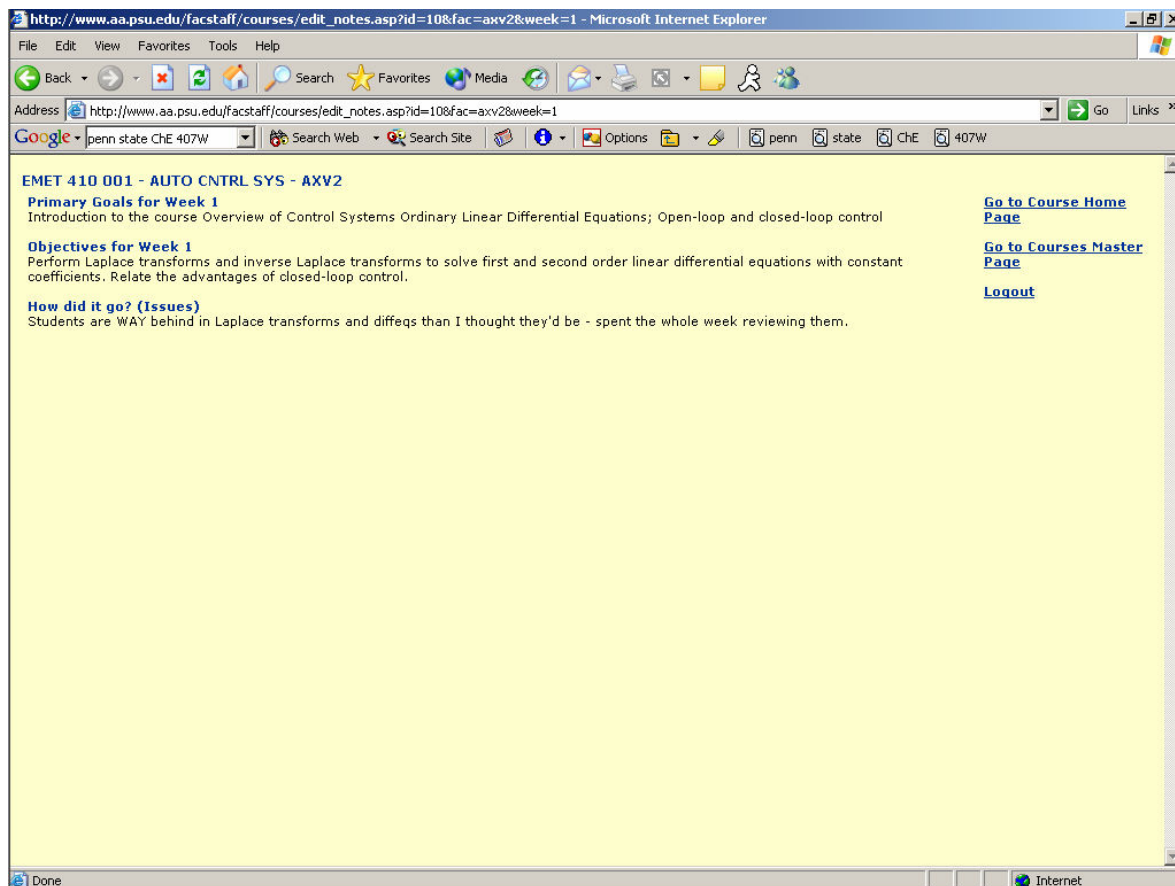 http://www.aa.psu.edu/facstaff/courses/edit_notes.asp?id=10&fac=axv2&week=1 - Microsoft Internet Explorer
File Edit View Favorites Tools Help
Back Search Favorites Media
Address http://www.aa.psu.edu/facstaff/courses/edit_notes.asp?id=10&fac=axv2&week=1 Go Links »
Google penn state ChE 407W Search Web Search Site Options penn state ChE 407W
EMET 410 001 - AUTO CNTRL SYS - AXV2
Primary Goals for Week 1
Introduction to the course Overview of Control Systems Ordinary Linear Differential Equations; Open-loop and closed-loop control
Objectives for Week 1
Perform Laplace transforms and inverse Laplace transforms to solve first and second order linear differential equations with constant
coefficients. Relate the advantages of closed-loop control.
How did it go? (Issues)
Students are WAY behind in Laplace transforms and diffeqs than I thought they'd be - spent the whole week reviewing them.
Go to Course Home
Page
Go to Courses Master
Page
Logout
Done Internet